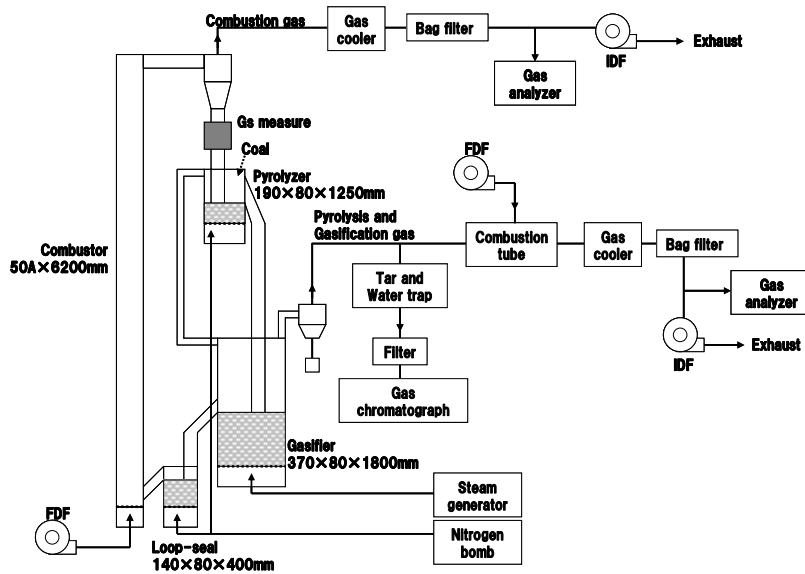 Combustion gas
Gas
cooler
Bag filter
IDF
Exhaust
Gas
analyzer
Gs measure
Coal
Pyrolyzer
190×80×1250mm
FDF
Pyrolysis and
Gasification gas
Combustion
tube
Gas
cooler
Bag filter
Combustor
50A×6200mm
Tar and
Water trap
Gas
analyzer
Filter
IDF
Exhaust
Gas
chromatograph
Gasifier
370×80×1800mm
Steam
generator
FDF
Nitrogen
bomb
Loop-seal
140×80×400mm